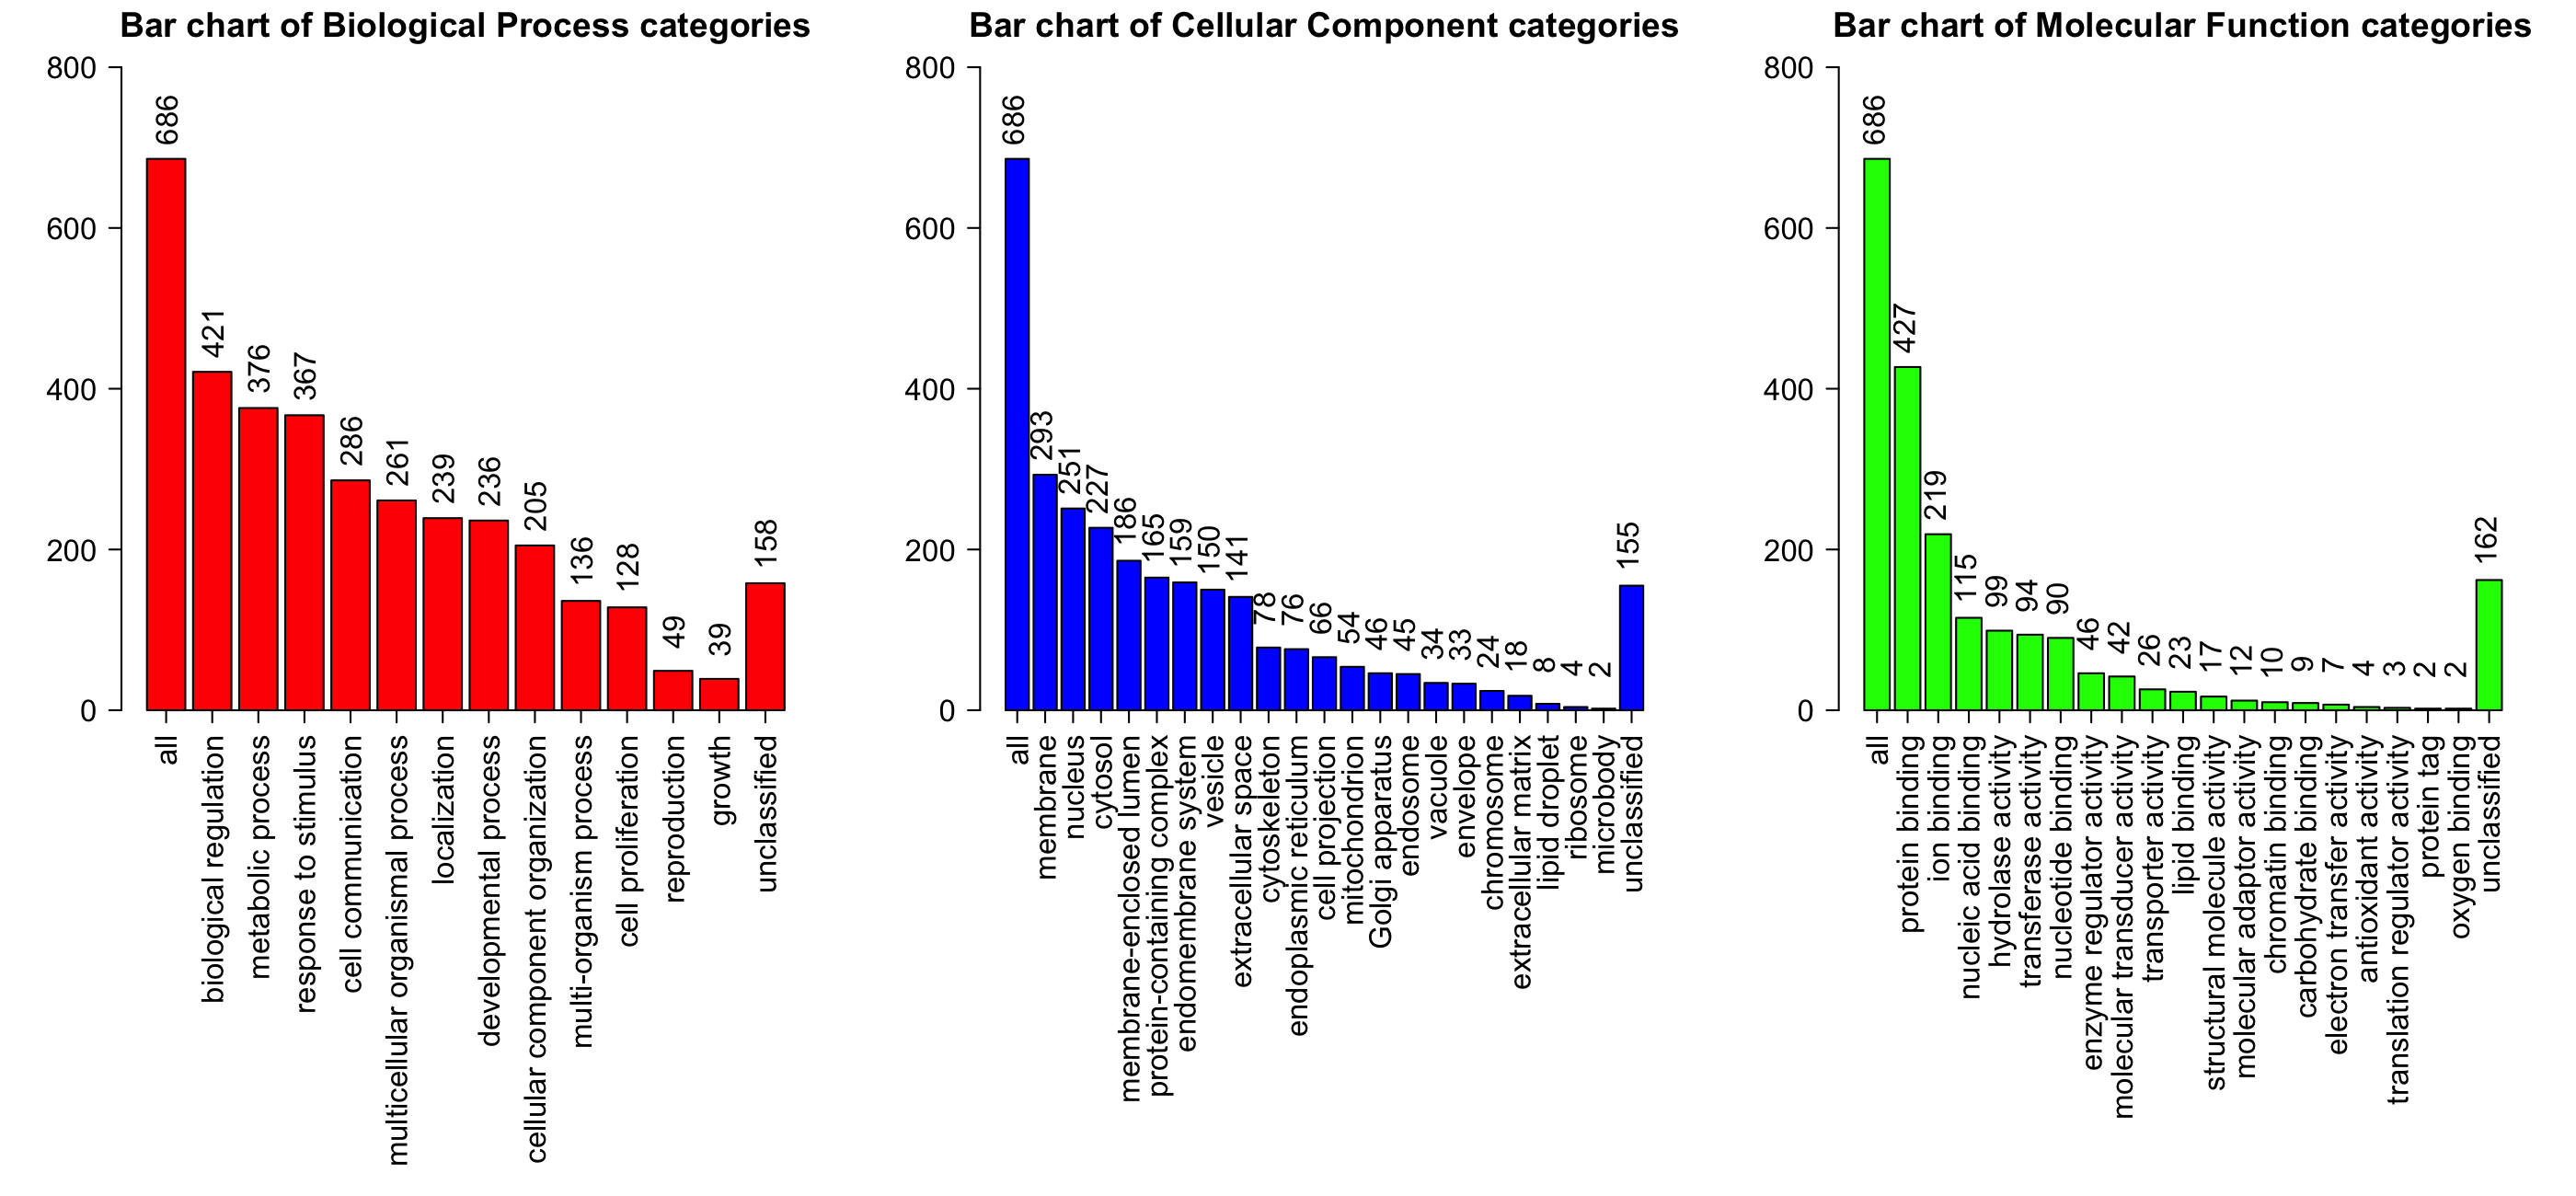 Bar chart of Biological Process categories
800
600
400
200
0
686
421
376
367
286
261
239
236
205
136
128
49
39
158
all
biological regulation
metabolic process
response to stimulus
cell communication
multicellular organismal process
localization
developmental process
cellular component organization
multi-organism process
cell proliferation
reproduction
growth
unclassified
Bar chart of Cellular Component categories
800
600
400
200
0
686
293
251
227
186
165
159
150
141
78
76
66
54
46
45
34
33
24
18
8
4
2
155
all
membrane
nucleus
cytosol
membrane-enclosed lumen
protein-containing complex
endomembrane system
vesicle
extracellular space
cytoskeleton
endoplasmic reticulum
cell projection
mitochondrion
Golgi apparatus
endosome
vacuole
envelope
chromosome
extracellular matrix
lipid droplet
ribosome
microbody
unclassified
Bar chart of Molecular Function categories
800
600
400
200
0
686
427
219
115
99
94
90
46
42
26
23
17
12
10
9
7
4
3
2
2
162
all
protein binding
ion binding
nucleic acid binding
hydrolase activity
transferase activity
nucleotide binding
enzyme regulator activity
molecular transducer activity
transporter activity
lipid binding
structural molecule activity
molecular adaptor activity
chromatin binding
carbohydrate binding
electron transfer activity
antioxidant activity
translation regulator activity
protein tag
oxygen binding
unclassified